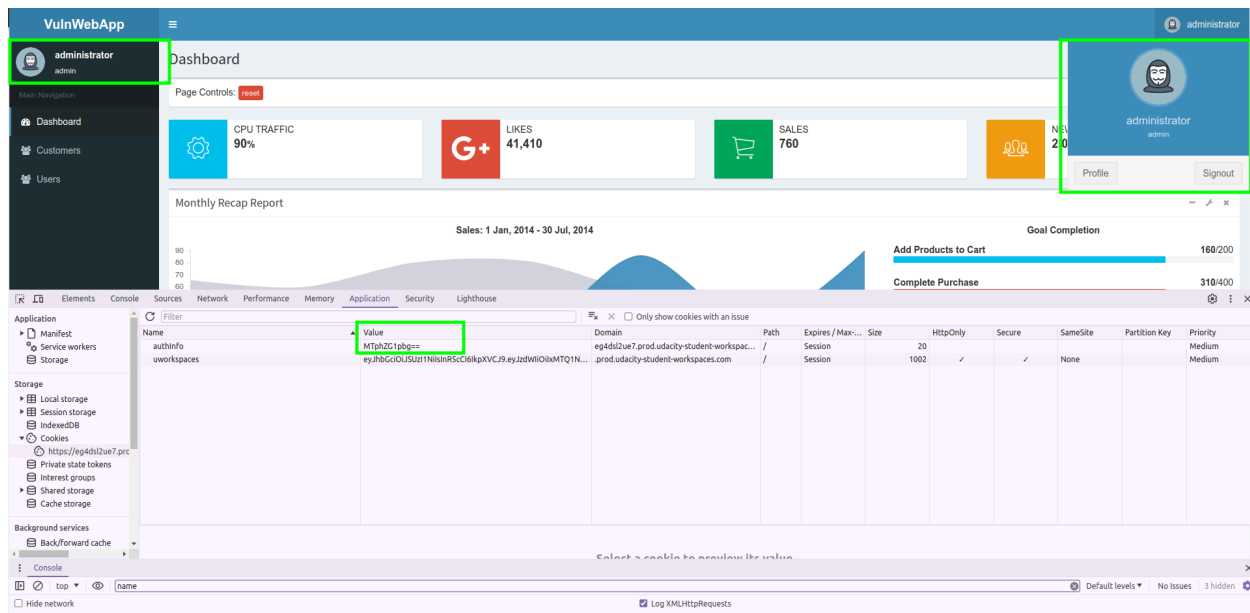 VulnWebApp
administrator
administrator
admin
Dashboard
Main Navigation
Page Controls: reset
Dashboard
Customers
Users
CPU TRAFFIC
90%
LIKES
41,410
SALES
760
administrator
admin
Profile
Signout
Monthly Recap Report
Sales: 1 Jan, 2014 - 30 Jul, 2014
Goal Completion
90
80
70
60
Add Products to Cart
160/200
Complete Purchase
310/400
Elements Console Sources Network Performance Memory Application Security Lighthouse
Application
Manifest
Service workers
Storage
Storage
Local storage
Session storage
IndexedDB
Cookies
https://eg4dsl2ue7.prc
Private state tokens
Interest groups
Shared storage
Cache storage
Background services
Back/forward cache
Filter
Only show cookies with an issue
Name Value Domain Path Expires / Max-... Size HttpOnly Secure SameSite Partition Key Priority
authInfo MTphZG1pbg== eg4dsl2ue7.prod.udacity-student-workspac... / Session 20 Medium
uworkspaces .prod.udacity-student-workspaces.com / Session 1002 ✓ ✓ None Medium
Select a cookie to preview its value
Console
top
name
Default levels
No Issues
3 hidden
Hide network
Log XMLHttpRequests